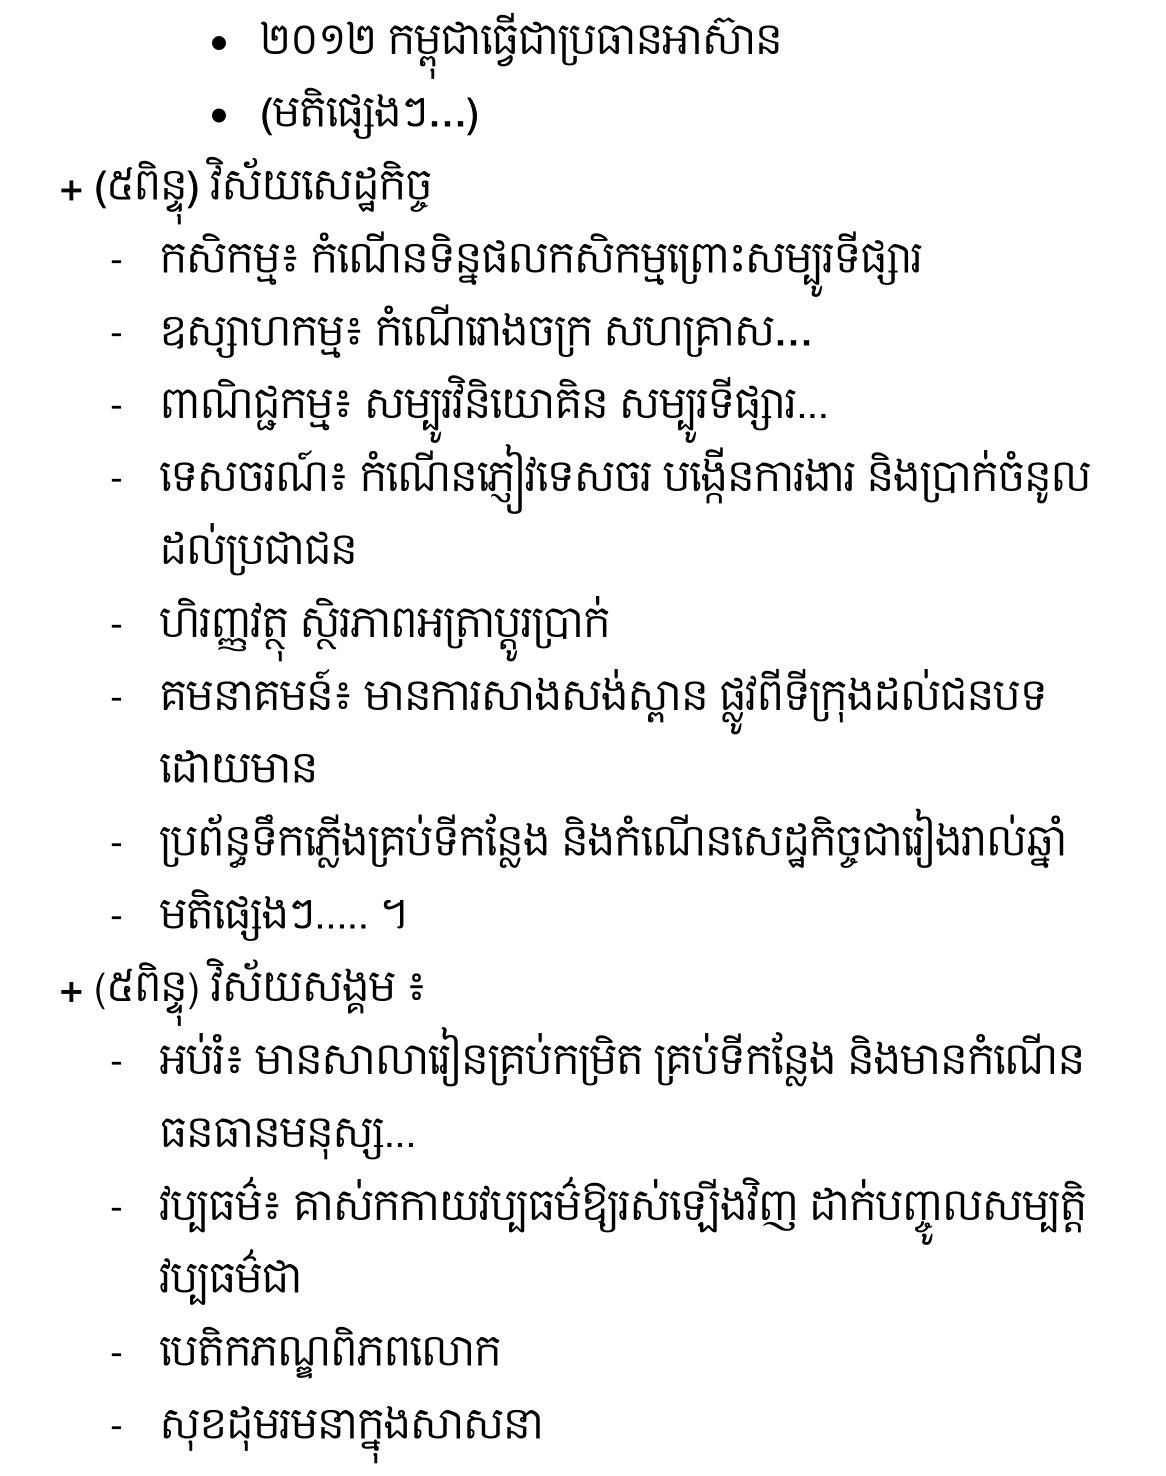 • ២០១២ កម្ពុជាធ្វើជាប្រធានអាស៊ាន
• (មតិផ្សេងៗ...)
+ (៥ពិន្ទុ) វិស័យសេដ្ឋកិច្ច
- កសិកម្ម៖ កំណើនទិន្នផលកសិកម្មព្រោះសម្បូរទីផ្សារ
- ឧស្សាហកម្ម៖ កំណើរោងចក្រ សហគ្រាស...
- ពាណិជ្ជកម្ម៖ សម្បូរវិនិយោគិន សម្បូរទីផ្សារ...
- ទេសចរណ៍៖ កំណើនភ្ញៀវទេសចរ បង្កើនការងារ និងប្រាក់ចំនូល
ដល់ប្រជាជន
- ហិរញ្ញវត្ថុ ស្ថិរភាពអត្រាប្តូរប្រាក់
- គមនាគមន៍៖ មានការសាងសង់ស្ពាន ផ្លូវពីទីក្រុងដល់ជនបទ
ដោយមាន
- ប្រព័ន្ធទឹកភ្លើងគ្រប់ទីកន្លែង និងកំណើនសេដ្ឋកិច្ចជារៀងរាល់ឆ្នាំ
- មតិផ្សេងៗ..... ។
+ (៥ពិន្ទុ) វិស័យសង្គម ៖
- អប់រំ៖ មានសាលារៀនគ្រប់កម្រិត គ្រប់ទីកន្លែង និងមានកំណើន
ធនធានមនុស្ស...
- វប្បធម៌៖ គាស់កកាយវប្បធម៌ឱ្យរស់ឡើងវិញ ដាក់បញ្ចូលសម្បត្តិ
វប្បធម៌ជា
- បេតិកភណ្ឌពិភពលោក
- សុខដុមរមនាក្នុងសាសនា